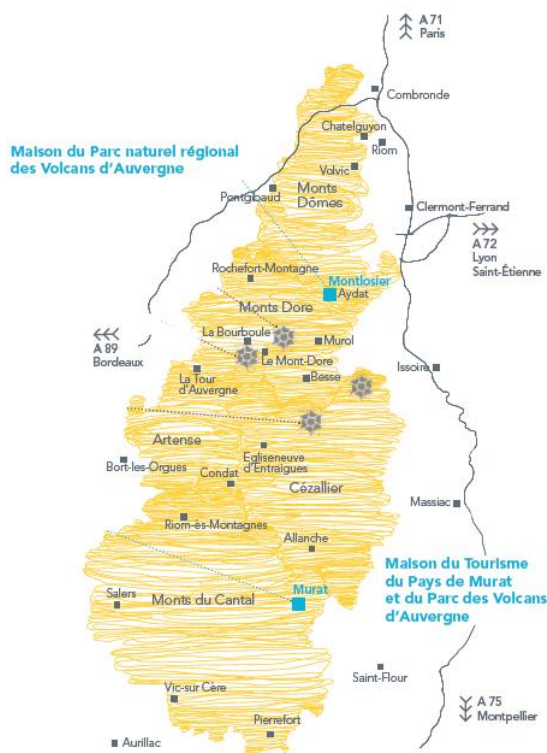 A 71
Paris
Combronde
Chatelguyon
Riom
Maison du Parc naturel régional
des Volcans d'Auvergne
Volvic
Pontgibaud
Monts
Dômes
Clermont-Ferrand
A 72
Lyon
Saint-Étienne
Rochefort-Montagne
Montlosier
Aydat
Monts Dore
La Bourboule
Murol
A 89
Bordeaux
Le Mont-Dore
Issoire
La Tour
d'Auvergne
Besse
Artense
Egliseneuve
d'Entraigues
Bort-les-Orgues
Condat
Cézallier
Massiac
Riom-ès-Montagnes
Allanche
Maison du Tourisme
du Pays de Murat
et du Parc des Volcans
d'Auvergne
Murat
Salers
Monts du Cantal
Saint-Flour
Vic-sur Cère
A 75
Montpellier
Pierrefort
Aurillac